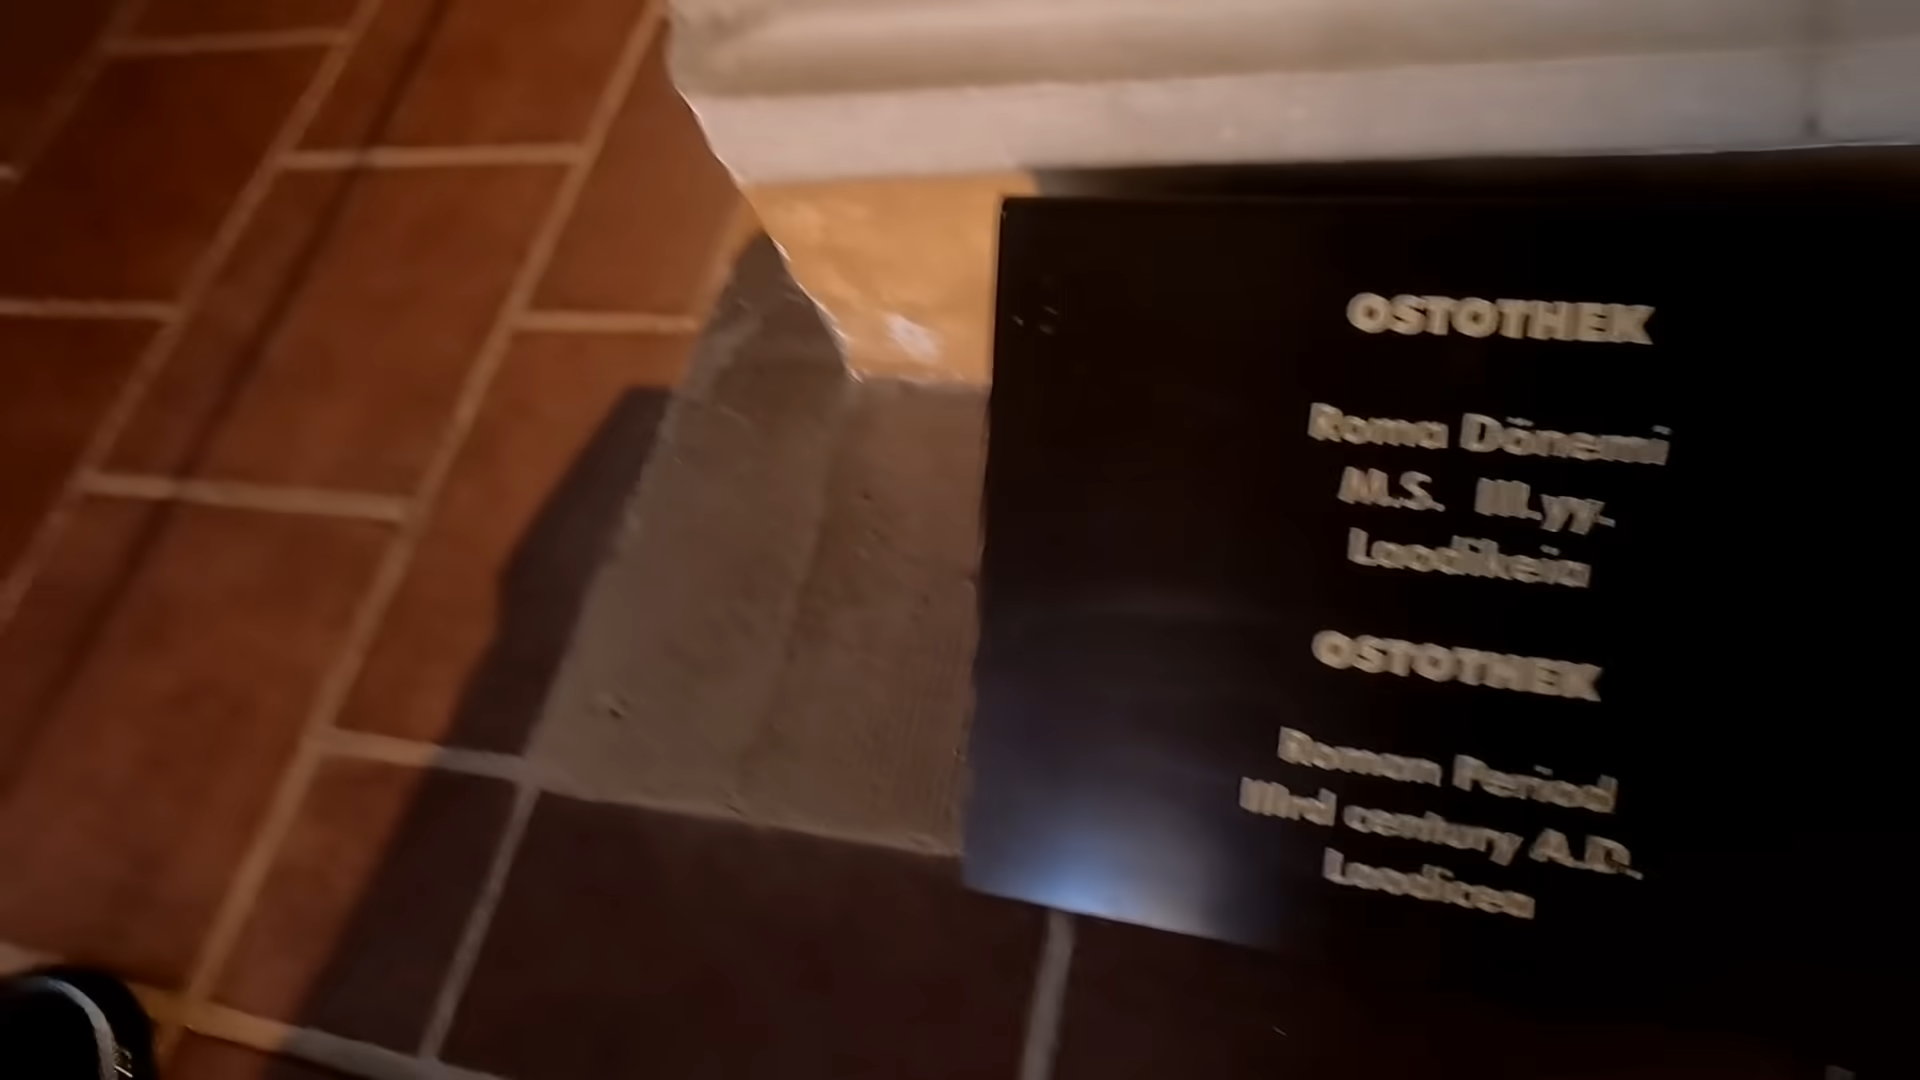 OSTOTHEK
Roma Dönemi
M.S. III.yy.
Laodikeia
OSTOTHEK
Roman Period
IIIrd century A.D.
Laodicea